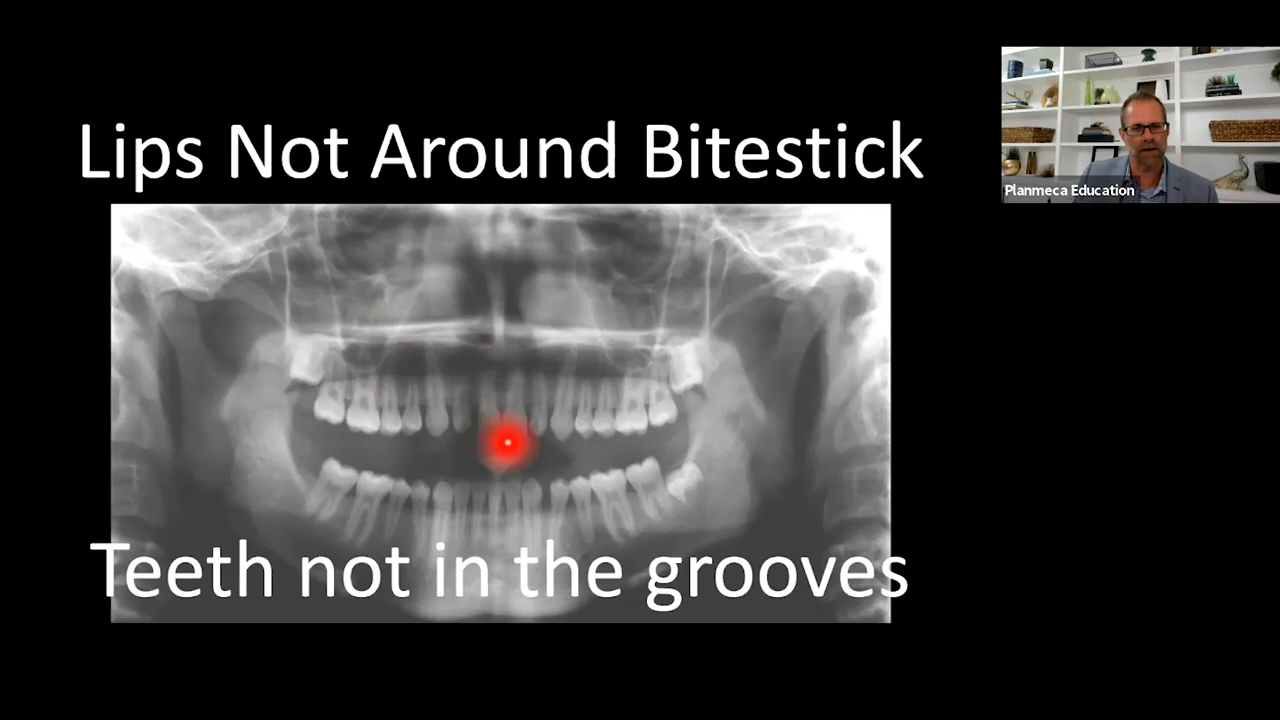 Lips Not Around Bitestick
Planmeca Education
Teeth not in the grooves